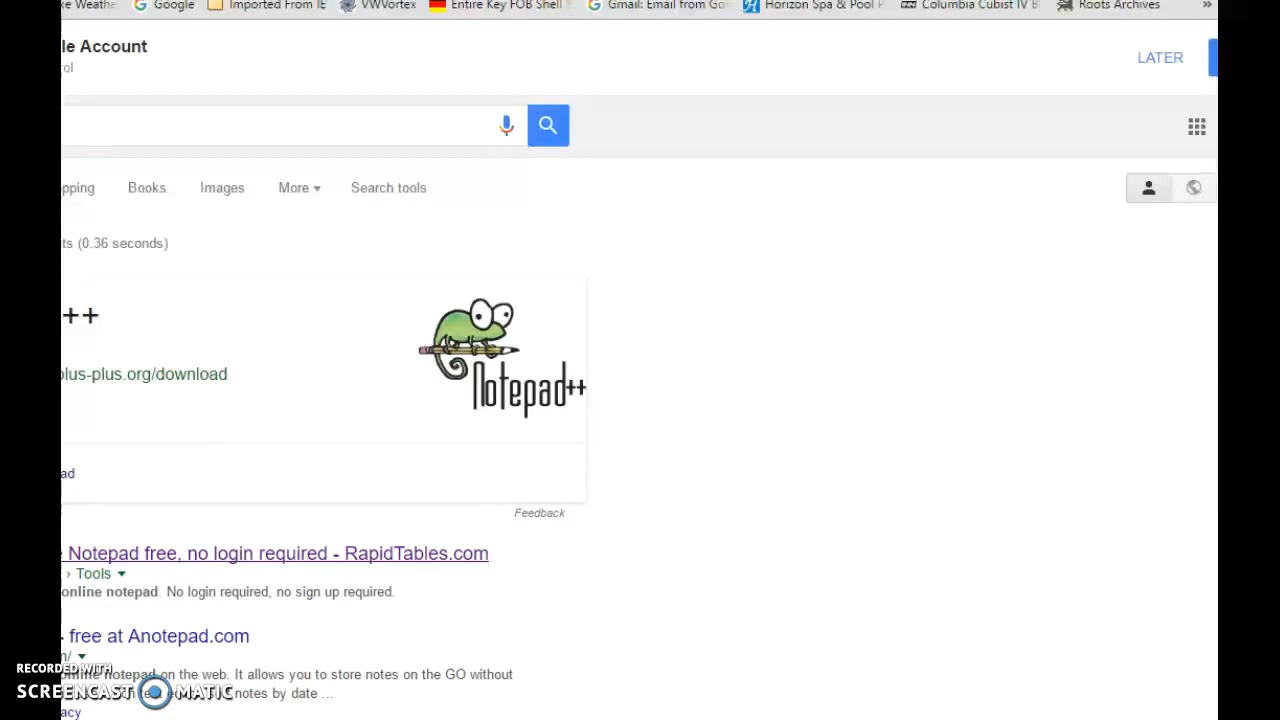 ke Weathe Google Imported From IE VWVortex Entire Key FOB Shell Gmail: Email from Go Horizon Spa & Pool P Columbia Cubist IV B Roots Archives »
le Account
rol
LATER
pping Books Images More Search tools
ts (0.36 seconds)
++
plus-plus.org/download
Notepad++
ad
Feedback
e Notepad free, no login required - RapidTables.com
› Tools
online notepad. No login required, no sign up required.
- free at Anotepad.com
n/
online notepad on the web. It allows you to store notes on the GO without
notes by date ...
acy
RECORDED WITH
SCREENCAST MATIC